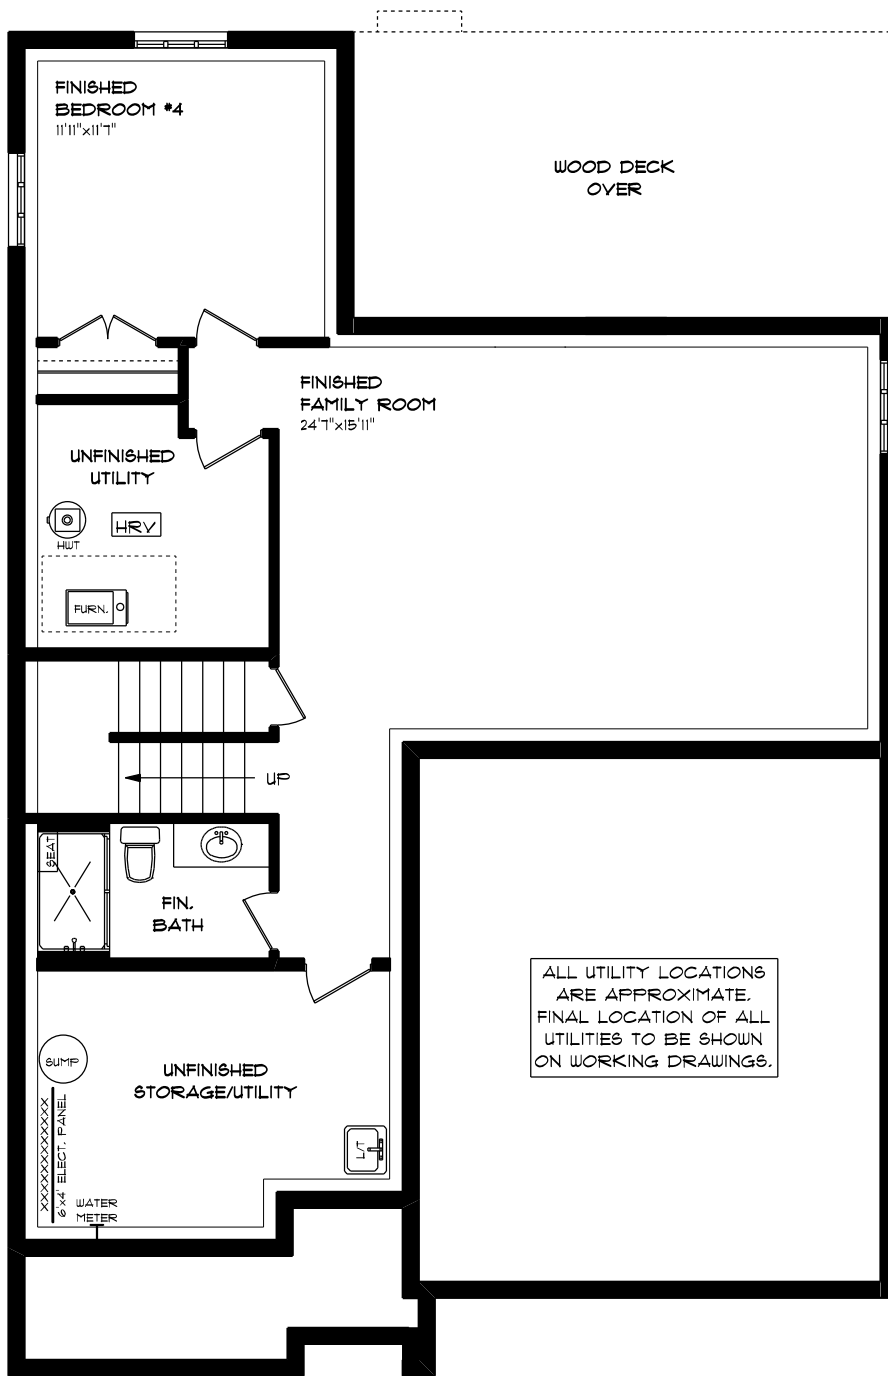 FINISHED
BEDROOM #4
11'11"x11'7"
WOOD DECK
OVER
FINISHED
FAMILY ROOM
24'7"x15'11"
UNFINISHED
UTILITY
HWT
HRV
FURN.
UP
SEAT
FIN.
BATH
ALL UTILITY LOCATIONS
ARE APPROXIMATE.
FINAL LOCATION OF ALL
UTILITIES TO BE SHOWN
ON WORKING DRAWINGS.
SUMP
UNFINISHED
STORAGE/UTILITY
XXXXXXXXXXXXX
6'x4' ELECT. PANEL
L/T
WATER
METER